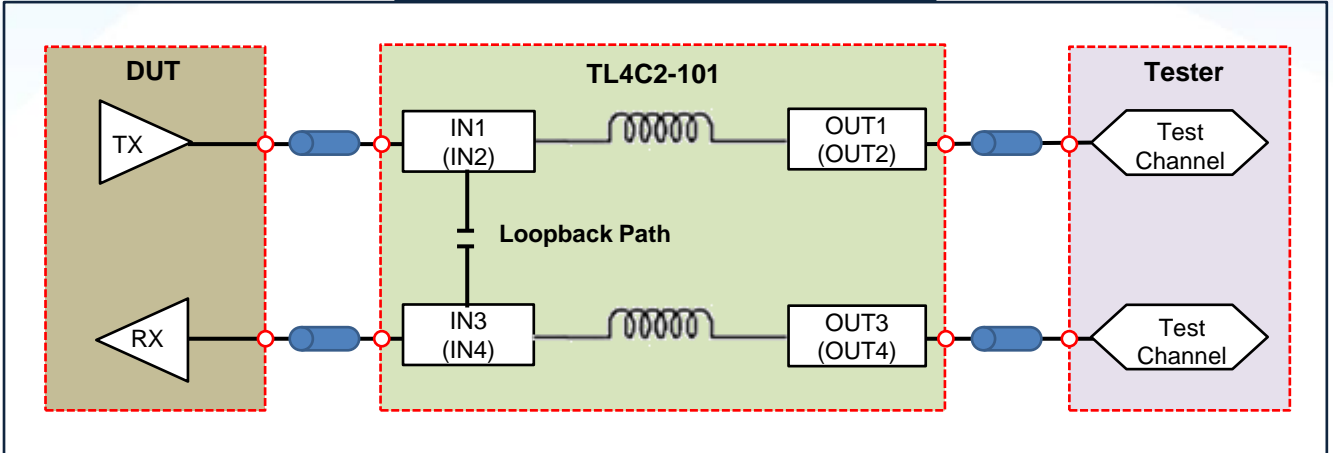 DUT
TL4C2-101
Tester
TX
IN1
(IN2)
OUT1
(OUT2)
Test
Channel
Loopback Path
RX
IN3
(IN4)
OUT3
(OUT4)
Test
Channel